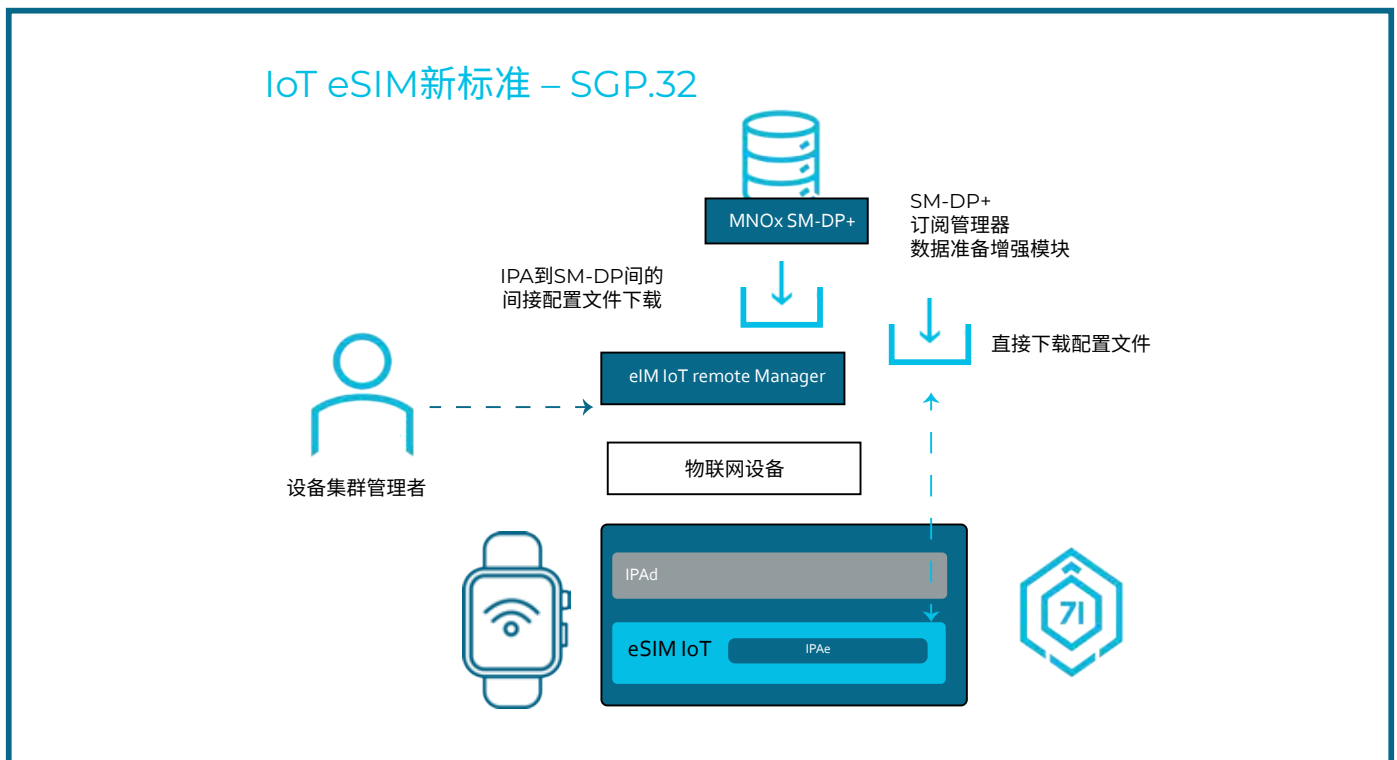 IoT eSIM新标准 – SGP.32
MNOx SM-DP+
SM-DP+
订阅管理器
数据准备增强模块
IPA到SM-DP间的
间接配置文件下载
直接下载配置文件
eIM IoT remote Manager
物联网设备
设备集群管理者
IPAd
eSIM IoT
IPAe
71